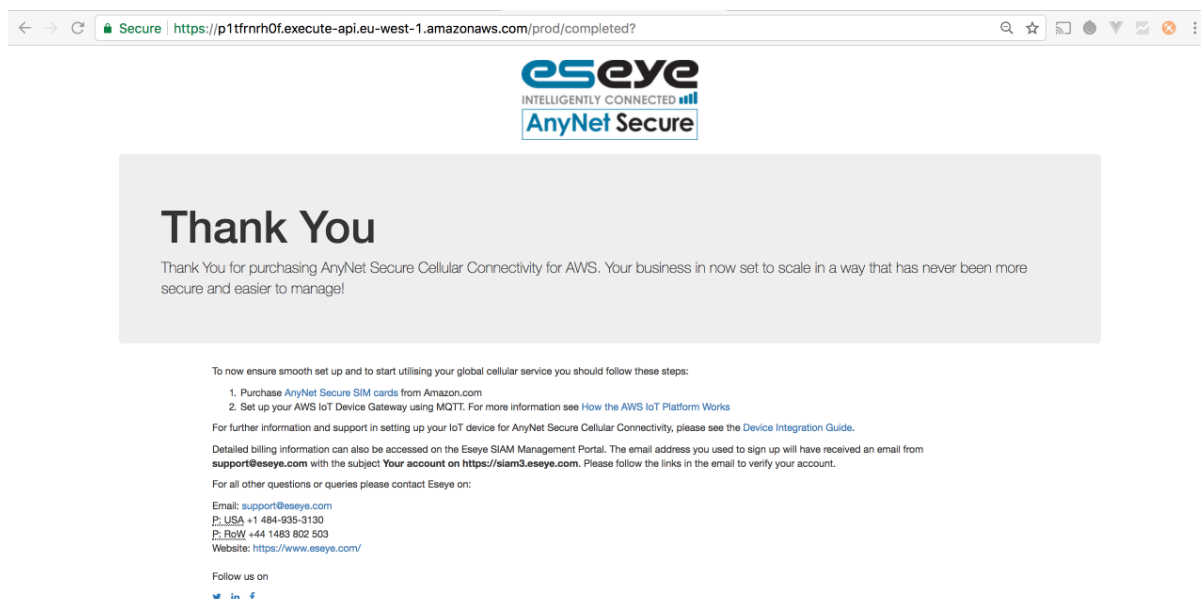 Secure https://p1tfrnrh0f.execute-api.eu-west-1.amazonaws.com/prod/completed?
eseye
INTELLIGENTLY CONNECTED
AnyNet Secure
Thank You
Thank You for purchasing AnyNet Secure Cellular Connectivity for AWS. Your business in now set to scale in a way that has never been more
secure and easier to manage!
To now ensure smooth set up and to start utilising your global cellular service you should follow these steps:
1. Purchase AnyNet Secure SIM cards from Amazon.com
2. Set up your AWS IoT Device Gateway using MQTT. For more information see How the AWS IoT Platform Works
For further information and support in setting up your IoT device for AnyNet Secure Cellular Connectivity, please see the Device Integration Guide.
Detailed billing information can also be accessed on the Eseye SIAM Management Portal. The email address you used to sign up will have received an email from
support@eseye.com with the subject Your account on https://siam3.eseye.com. Please follow the links in the email to verify your account.
For all other questions or queries please contact Eseye on:
Email: support@eseye.com
P: USA +1 484-935-3130
P: RoW +44 1483 802 503
Website: https://www.eseye.com/
Follow us on